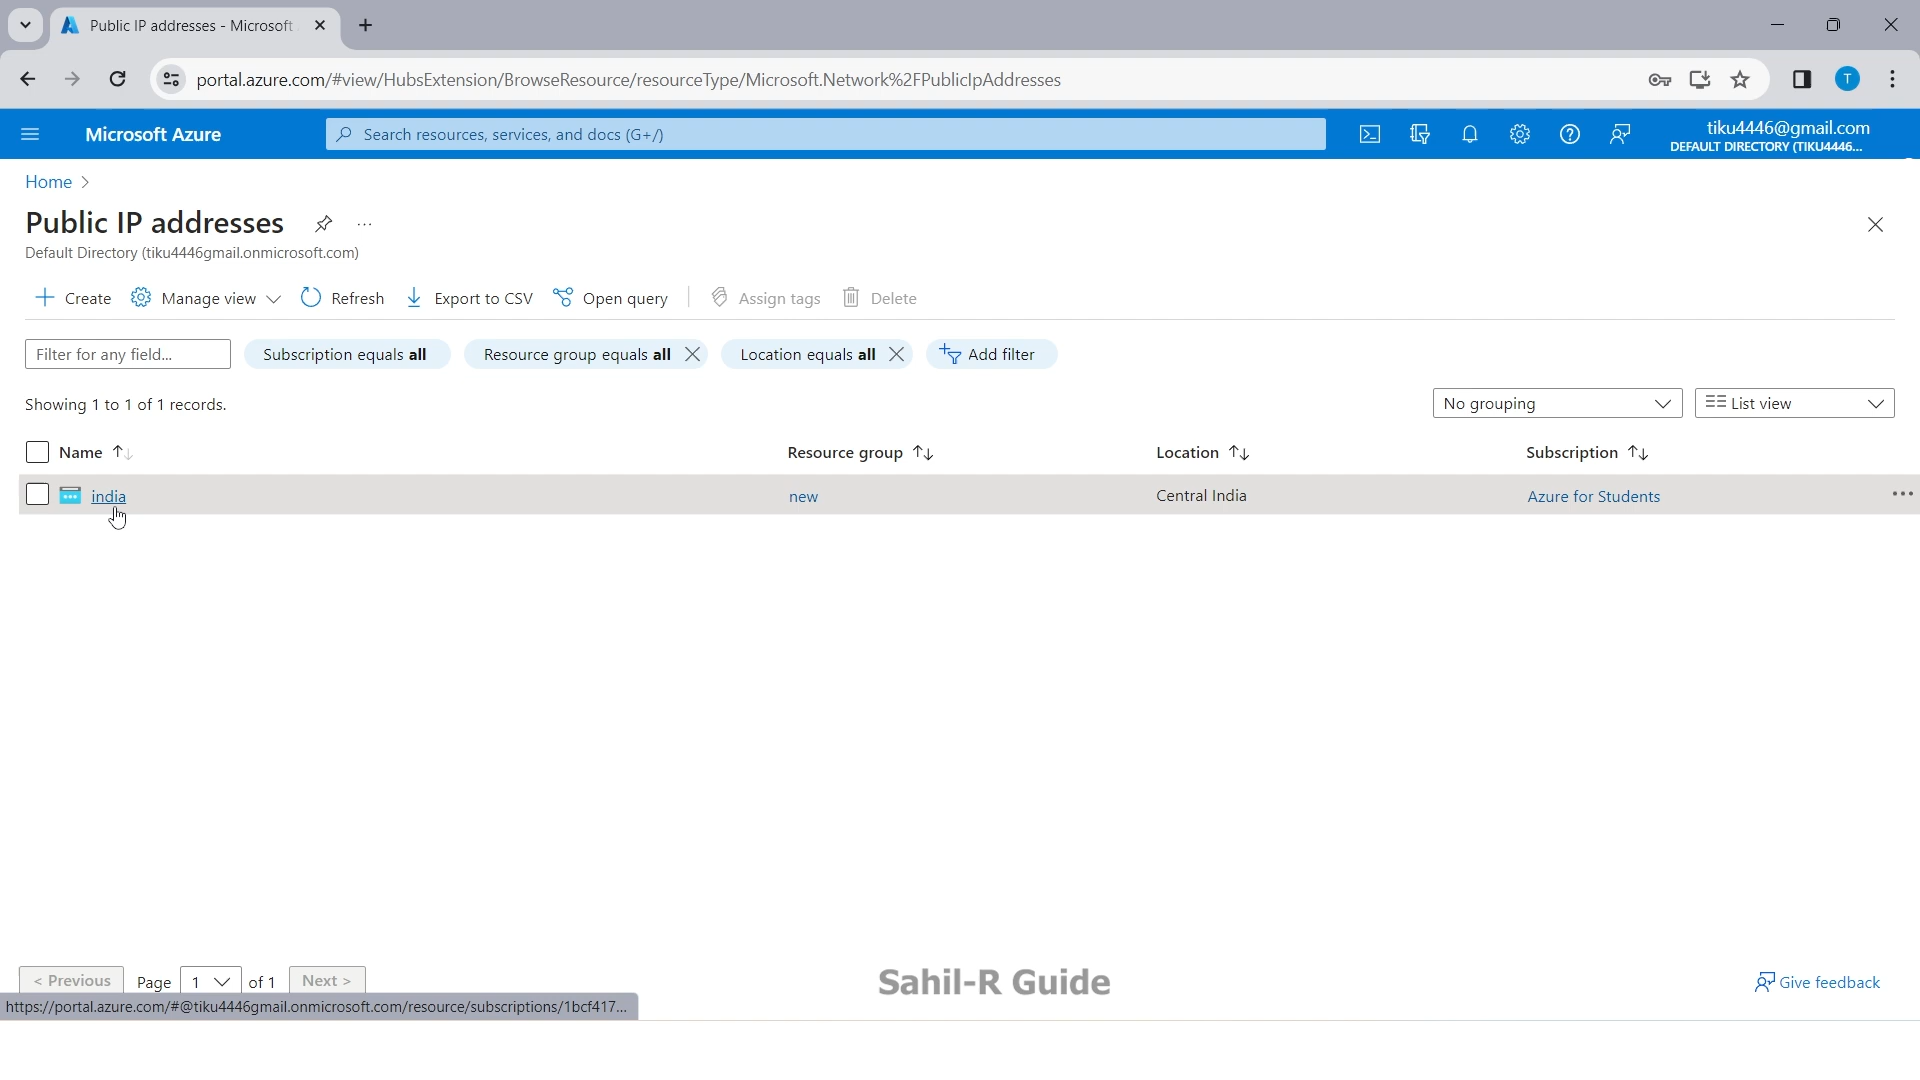 Public IP addresses - Microsoft
portal.azure.com/#view/HubsExtension/BrowseResource/resourceType/Microsoft.Network%2FPublicIpAddresses
T
Microsoft Azure
Search resources, services, and docs (G+/)
tiku4446@gmail.com
DEFAULT DIRECTORY (TIKU4446...
Home
Public IP addresses
Default Directory (tiku4446gmail.onmicrosoft.com)
Create Manage view Refresh Export to CSV Open query Assign tags Delete
Filter for any field... Subscription equals all Resource group equals all Location equals all Add filter
Showing 1 to 1 of 1 records. No grouping List view
Name Resource group Location Subscription
india new Central India Azure for Students
< Previous Page 1 of 1 Next > Sahil-R Guide Give feedback
https://portal.azure.com/#@tiku4446gmail.onmicrosoft.com/resource/subscriptions/1bcf417...